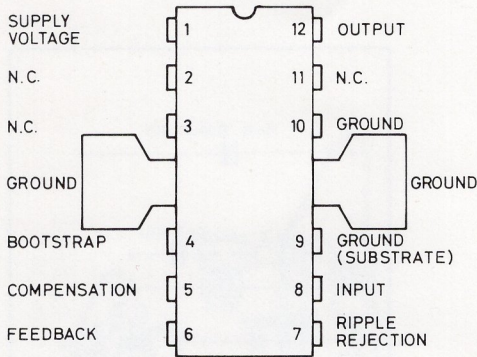 SUPPLY
VOLTAGE
1
12
OUTPUT
N.C.
2
11
N.C.
N.C.
3
10
GROUND
GROUND
GROUND
BOOTSTRAP
4
9
GROUND
(SUBSTRATE)
COMPENSATION
5
8
INPUT
FEEDBACK
6
7
RIPPLE
REJECTION